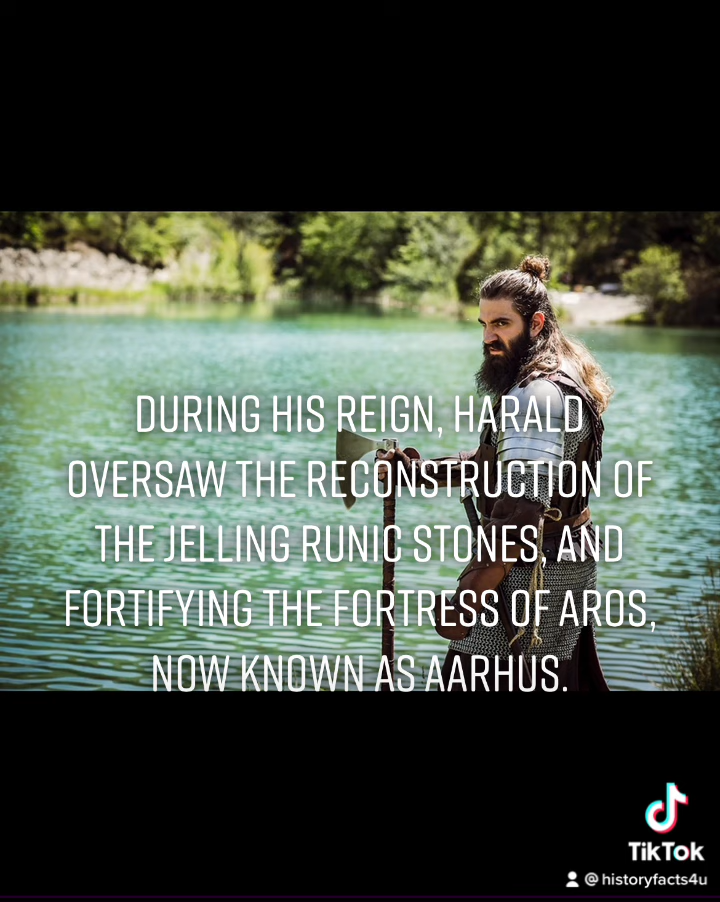 DURING HIS REIGN, HARALD
OVERSAW THE RECONSTRUCTION OF
THE JELLING RUNIC STONES, AND
FORTIFYING THE FORTRESS OF AROS,
NOW KNOWN AS AARHUS.
TikTok
@historyfacts4u